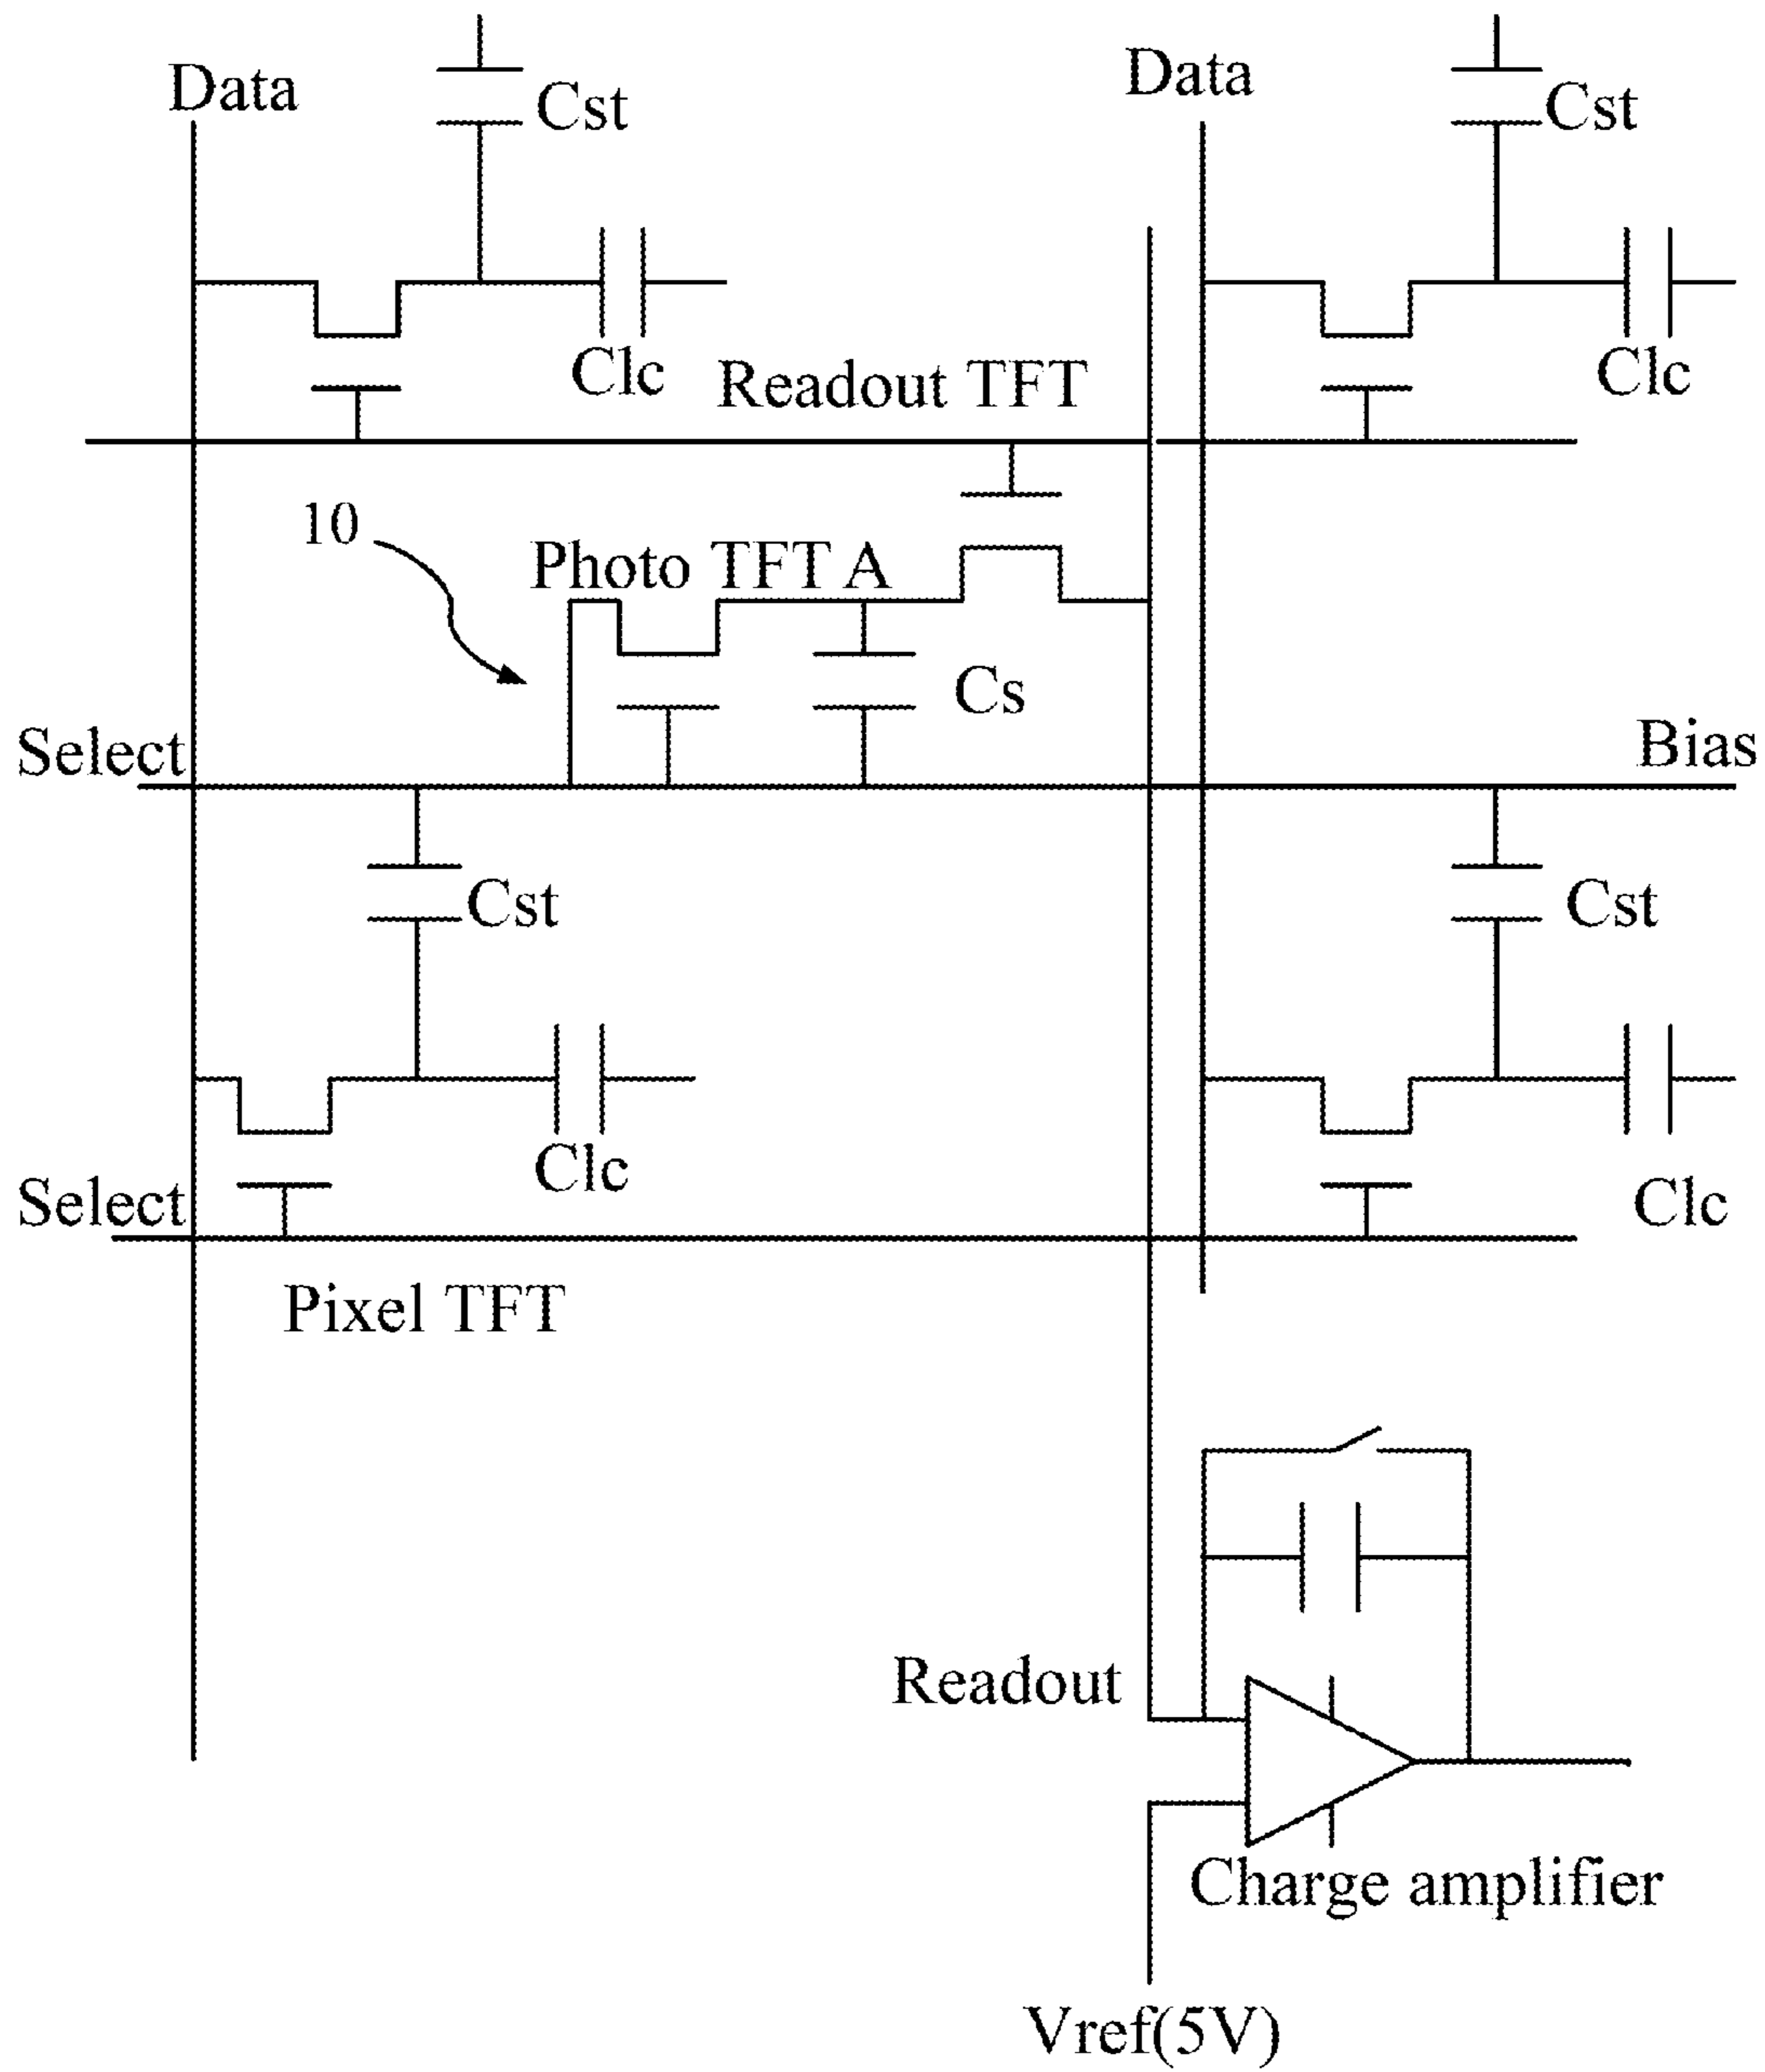 Data
Cst
Data
Cst
Clc
Readout TFT
Clc
10
Photo TFT A
Cs
Select
Bias
Cst
Cst
Clc
Select
Clc
Pixel TFT
Readout
Charge amplifier
Vref(5V)